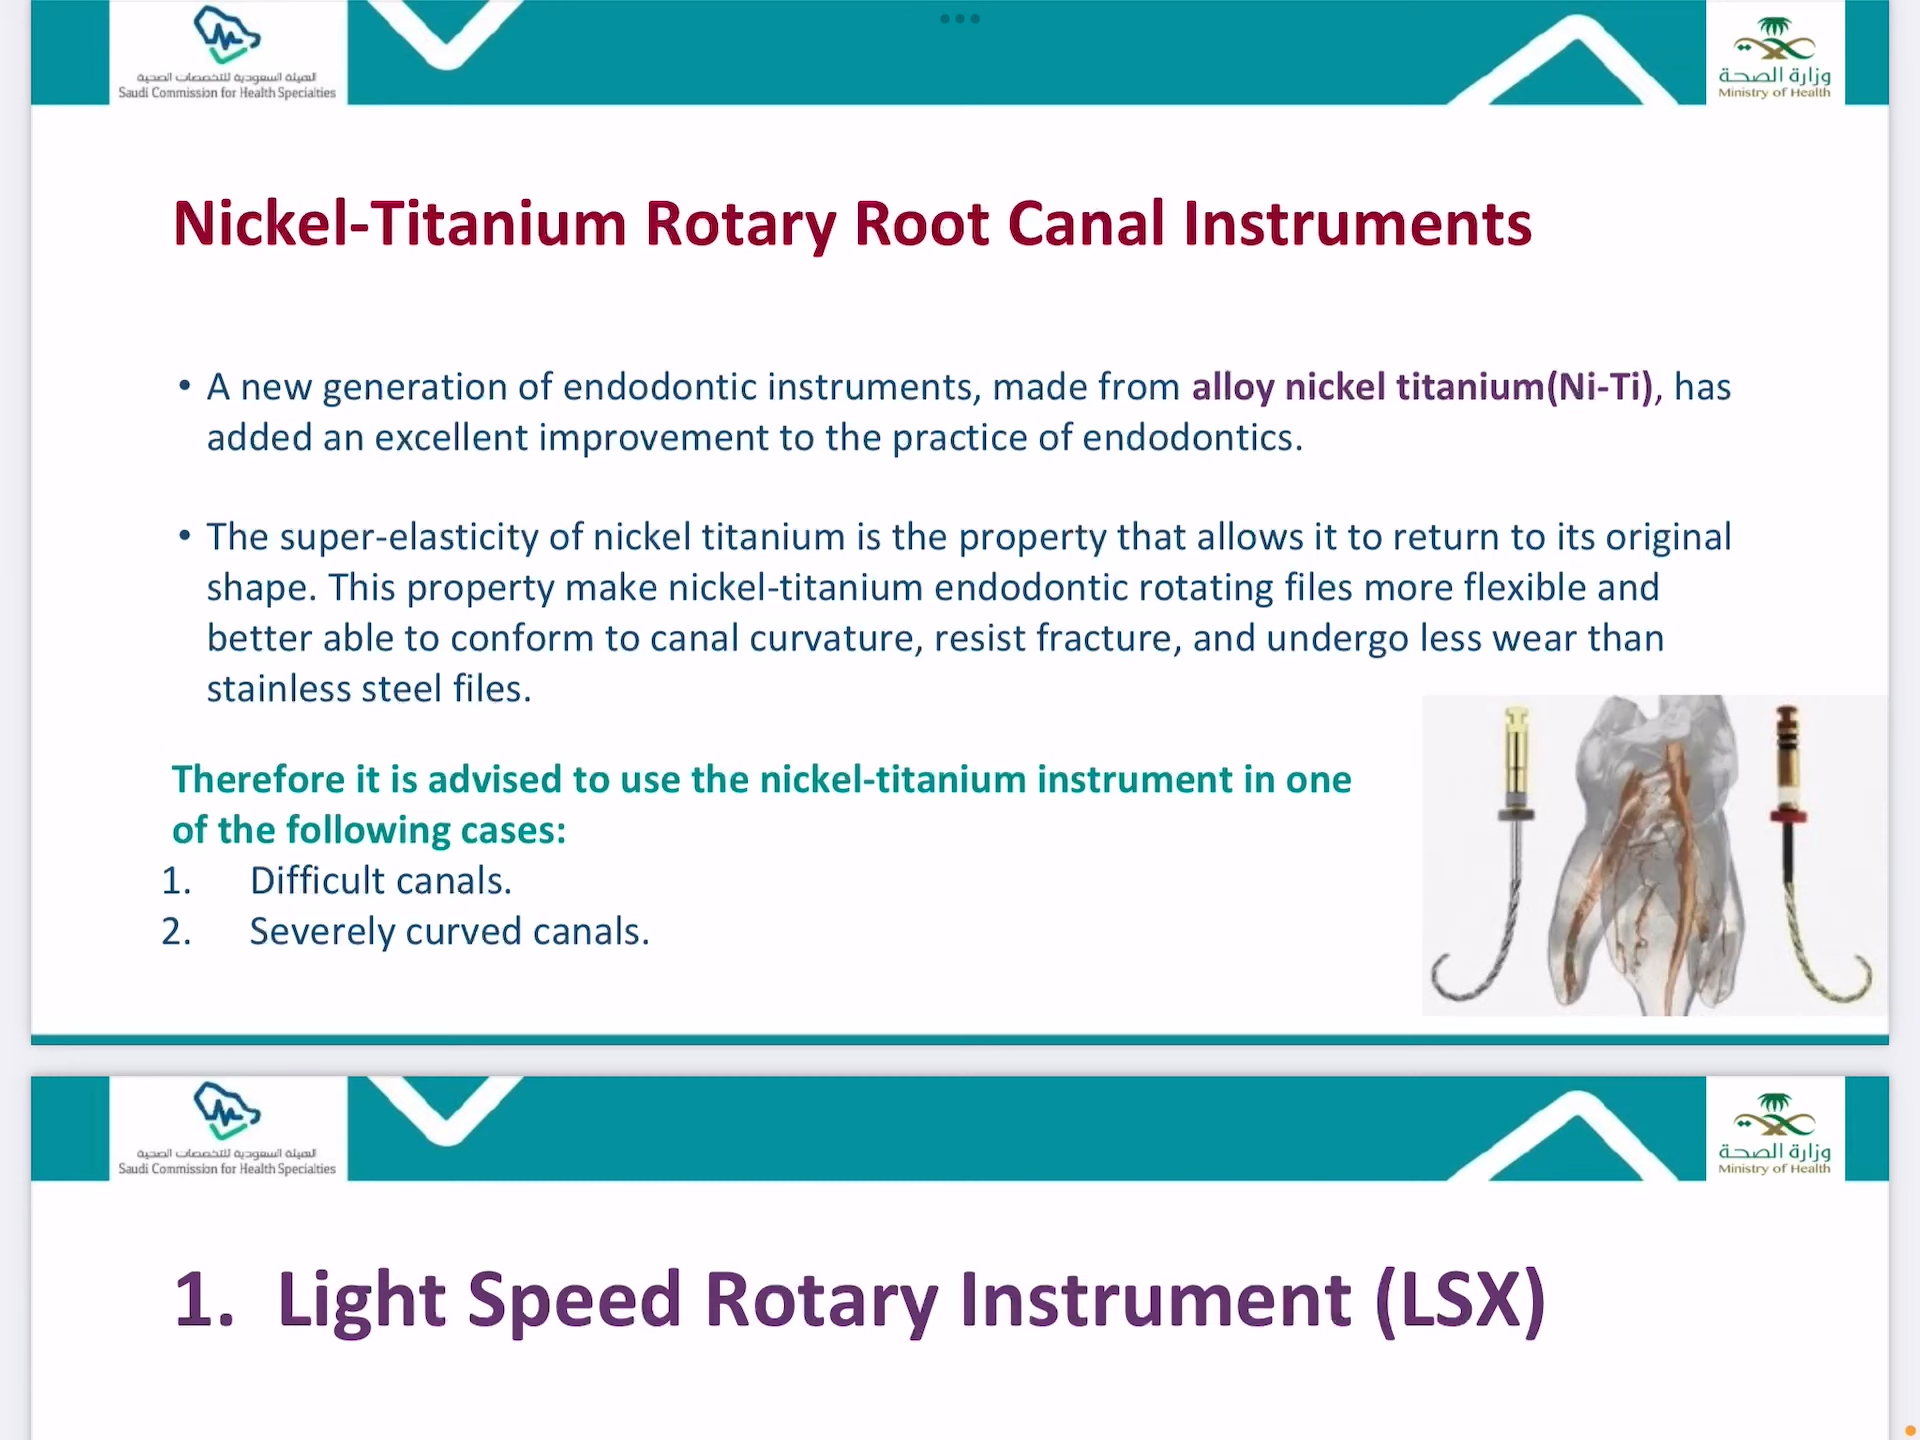 الهيئة السعودية للتخصصات الصحية
Saudi Commission for Health Specialties
وزارة الصحة
Ministry of Health
Nickel-Titanium Rotary Root Canal Instruments
• A new generation of endodontic instruments, made from alloy nickel titanium(Ni-Ti), has
added an excellent improvement to the practice of endodontics.
• The super-elasticity of nickel titanium is the property that allows it to return to its original
shape. This property make nickel-titanium endodontic rotating files more flexible and
better able to conform to canal curvature, resist fracture, and undergo less wear than
stainless steel files.
Therefore it is advised to use the nickel-titanium instrument in one
of the following cases:
1. Difficult canals.
2. Severely curved canals.
الهيئة السعودية للتخصصات الصحية
Saudi Commission for Health Specialties
وزارة الصحة
Ministry of Health
1. Light Speed Rotary Instrument (LSX)